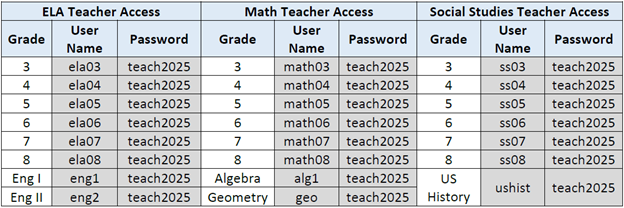 ELA Teacher Access Math Teacher Access Social Studies Teacher Access
Grade User Name Password Grade User Name Password Grade User Name Password
3 ela03 teach2025 3 math03 teach2025 3 ss03 teach2025
4 ela04 teach2025 4 math04 teach2025 4 ss04 teach2025
5 ela05 teach2025 5 math05 teach2025 5 ss05 teach2025
6 ela06 teach2025 6 math06 teach2025 6 ss06 teach2025
7 ela07 teach2025 7 math07 teach2025 7 ss07 teach2025
8 ela08 teach2025 8 math08 teach2025 8 ss08 teach2025
Eng I eng1 teach2025 Algebra alg1 teach2025 US History ushist teach2025
Eng II eng2 teach2025 Geometry geo teach2025